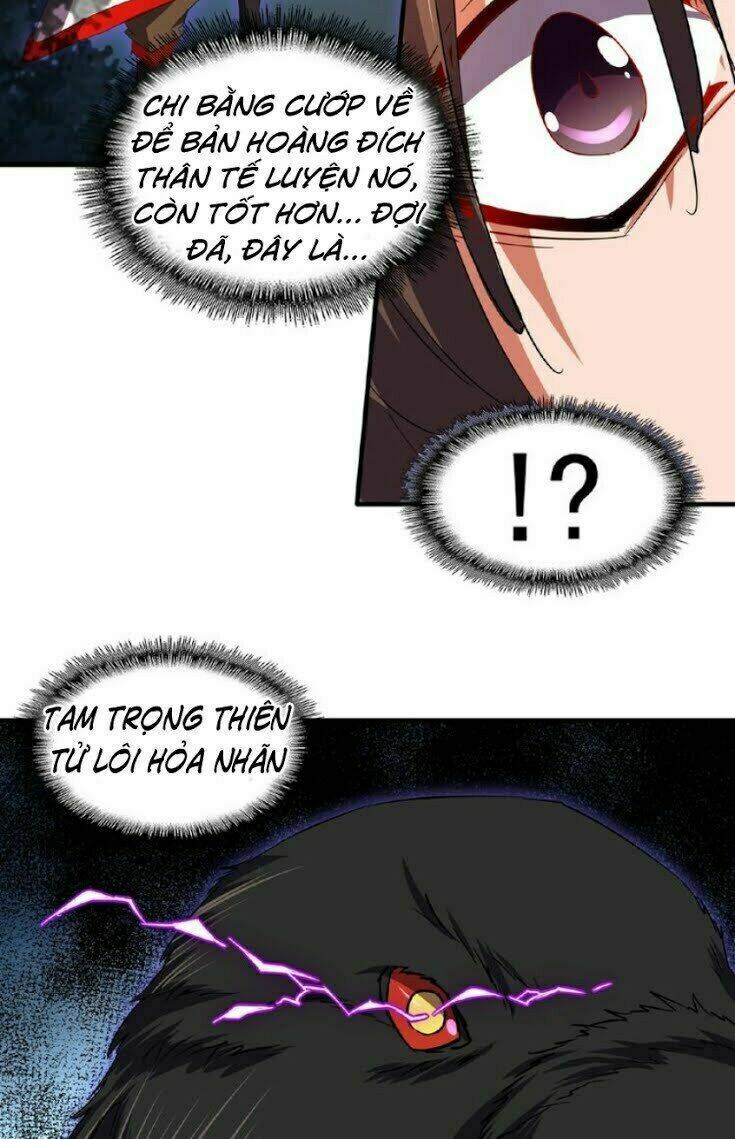 CHI BẰNG CƯỚP VỀ
ĐỂ BẢN HOÀNG ĐÍCH
THÂN TẾ LUYỆN NÓ,
CÒN TỐT HƠN... ĐỢI
ĐÃ, ĐÂY LÀ...
!?
TAM TRỌNG THIÊN
TỬ LÔI HỎA NHÃN